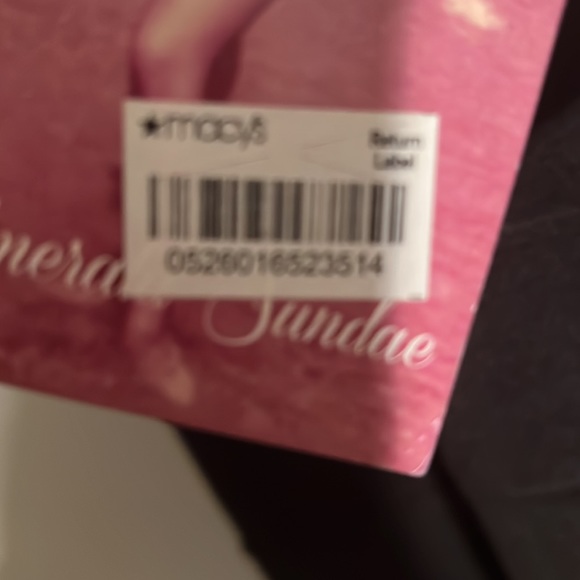 ★macy's
Return
Label
0526016523514
Sundae